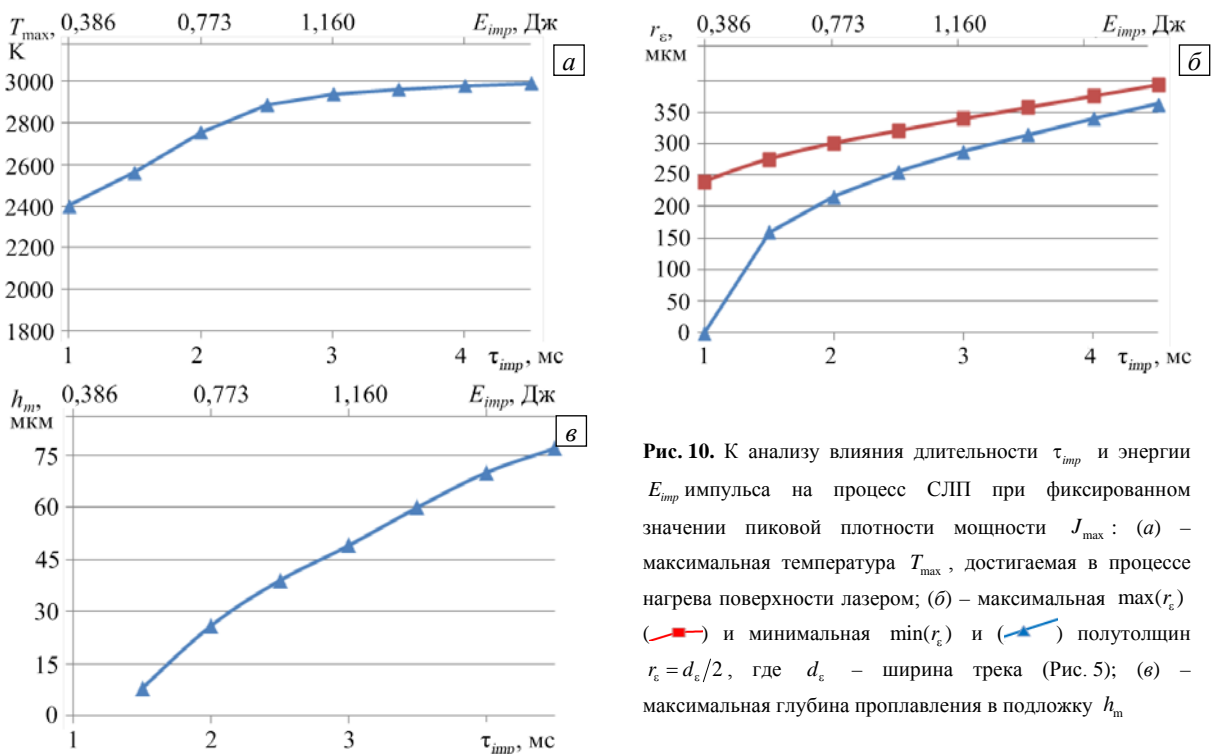 T_max, К 0,386 0,773 1,160 E_imp, Дж
а
3000
2800
2600
2400
2200
2000
1800
1 2 3 4 τ_imp, мс
r_ε, мкм 0,386 0,773 1,160 E_imp, Дж
б
350
300
250
200
150
100
50
0
1 2 3 4 τ_imp, мс
h_m, мкм 0,386 0,773 1,160 E_imp, Дж
в
75
60
45
30
15
0
1 2 3 τ_imp, мс
Рис. 10. К анализу влияния длительности τ_imp и энергии
E_imp импульса на процесс СЛП при фиксированном
значении пиковой плотности мощности J_max : (а) –
максимальная температура T_max , достигаемая в процессе
нагрева поверхности лазером; (б) – максимальная max(r_ε)
( ) и минимальная min(r_ε) и ( ) полутолщин
r_ε = d_ε/2 , где d_ε – ширина трека (Рис. 5); (в) –
максимальная глубина проплавления в подложку h_m